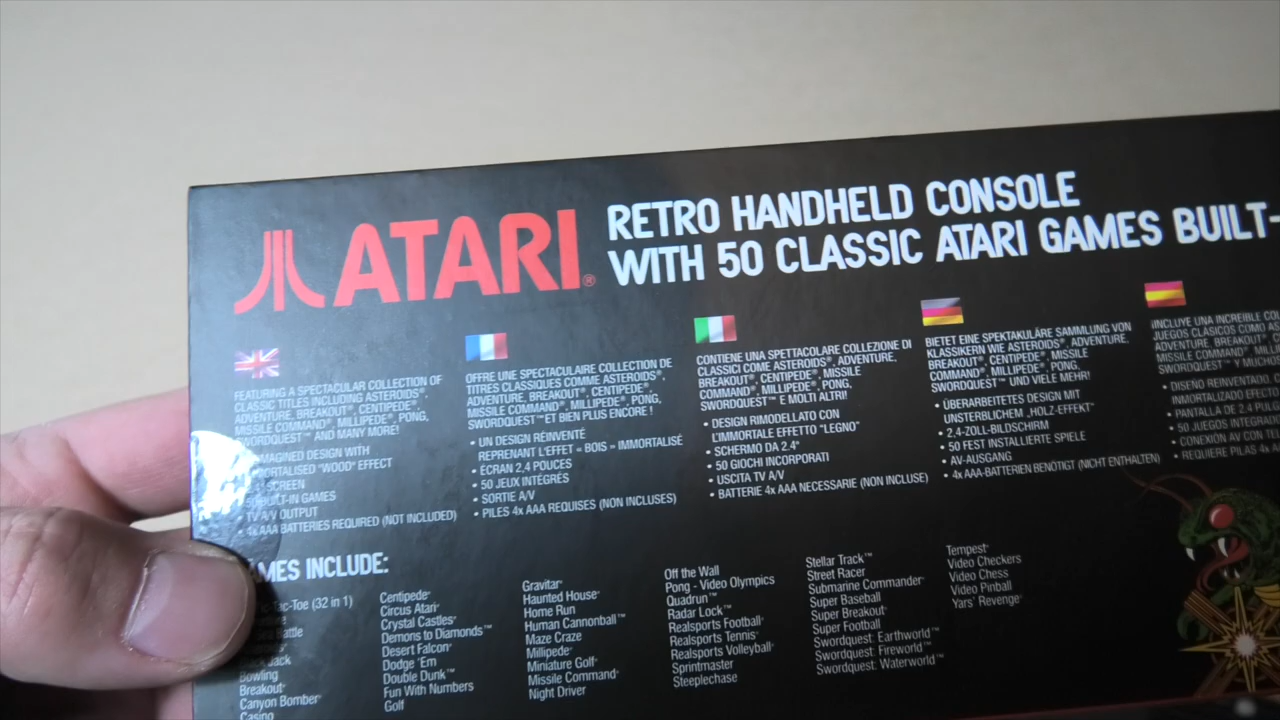 ATARI®
RETRO HANDHELD CONSOLE
WITH 50 CLASSIC ATARI GAMES BUILT-
FEATURING A SPECTACULAR COLLECTION OF
CLASSIC TITLES INCLUDING ASTEROIDS®,
ADVENTURE, BREAKOUT®, CENTIPEDE®,
MISSILE COMMAND®, MILLIPEDE®, PONG,
SWORDQUEST™ AND MANY MORE!
MAGINED DESIGN WITH
ORTALISED "WOOD" EFFECT
SCREEN
BUILT-IN GAMES
TV A/V OUTPUT
• 4x AAA BATTERIES REQUIRED (NOT INCLUDED)
OFFRE UNE SPECTACULAIRE COLLECTION DE
TITRES CLASSIQUES COMME ASTEROIDS®,
ADVENTURE, BREAKOUT®, CENTIPEDE®,
MISSILE COMMAND®, MILLIPEDE®, PONG,
SWORDQUEST™ ET BIEN PLUS ENCORE !
• UN DESIGN RÉINVENTÉ
REPRENANT L'EFFET « BOIS » IMMORTALISÉ
• ÉCRAN 2,4 POUCES
• 50 JEUX INTÉGRÉS
• SORTIE A/V
• PILES 4x AAA REQUISES (NON INCLUSES)
CONTIENE UNA SPETTACOLARE COLLEZIONE DI
CLASSICI COME ASTEROIDS®, ADVENTURE,
BREAKOUT®, CENTIPEDE®, MISSILE
COMMAND®, MILLIPEDE®, PONG,
SWORDQUEST™ E MOLTI ALTRI!
• DESIGN RIMODELLATO CON
L'IMMORTALE EFFETTO "LEGNO"
• SCHERMO DA 2.4"
• 50 GIOCHI INCORPORATI
• USCITA TV A/V
• BATTERIE 4x AAA NECESSARIE (NON INCLUSE)
BIETET EINE SPEKTAKULÄRE SAMMLUNG VON
KLASSIKERN WIE ASTEROIDS®, ADVENTURE,
BREAKOUT®, CENTIPEDE®, MISSILE
COMMAND®, MILLIPEDE®, PONG,
SWORDQUEST™ UND VIELE MEHR!
• ÜBERARBEITETES DESIGN MIT
UNSTERBLICHEM „HOLZ-EFFEKT“
• 2,4-ZOLL-BILDSCHIRM
• 50 FEST INSTALLIERTE SPIELE
• AV-AUSGANG
• 4x AAA-BATTERIEN BENÖTIGT (NICHT ENTHALTEN)
¡INCLUYE UNA INCREÍBLE CO
JUEGOS CLÁSICOS COMO AS
ADVENTURE, BREAKOUT®, C
MISSILE COMMAND®, MILL
SWORDQUEST™ Y MUCH
• DISEÑO REINVENTADO, C
INMORTALIZADO EFECTO
• PANTALLA DE 2.4 PULG
• 50 JUEGOS INTEGRAD
• CONEXIÓN AV CON TE
• REQUIERE PILAS 4x A
MES INCLUDE:
-Tac-Toe (32 in 1)
Battle
Jack
Bowling
Breakout®
Canyon Bomber®
Casino
Centipede®
Circus Atari®
Crystal Castles®
Demons to Diamonds™
Desert Falcon®
Dodge 'Em
Double Dunk™
Fun With Numbers
Golf
Gravitar®
Haunted House®
Home Run
Human Cannonball™
Maze Craze
Millipede®
Miniature Golf®
Missile Command®
Night Driver
Off the Wall
Pong - Video Olympics
Quadrun™
Radar Lock™
Realsports Football®
Realsports Tennis®
Realsports Volleyball®
Sprintmaster
Steeplechase
Stellar Track™
Street Racer
Submarine Commander®
Super Baseball
Super Breakout®
Super Football
Swordquest: Earthworld™
Swordquest: Fireworld™
Swordquest: Waterworld™
Tempest®
Video Checkers
Video Chess
Video Pinball
Yars' Revenge®